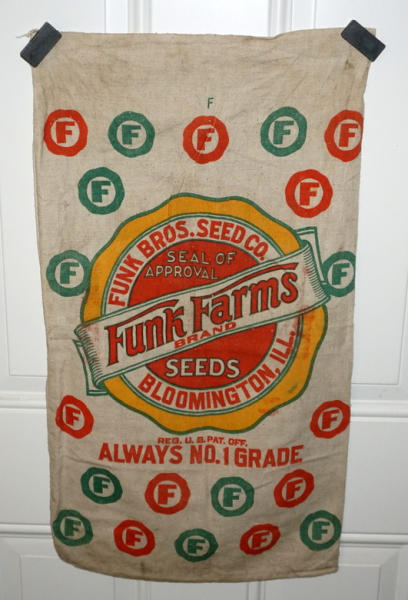 F
F F F F F
F F
FUNK BROS. SEED CO.
SEAL OF
APPROVAL
F F
Funk Farms
BRAND
SEEDS
BLOOMINGTON, ILL.
F F
REG. U. S. PAT. OFF.
ALWAYS NO. 1 GRADE
F F F F
F F F F F